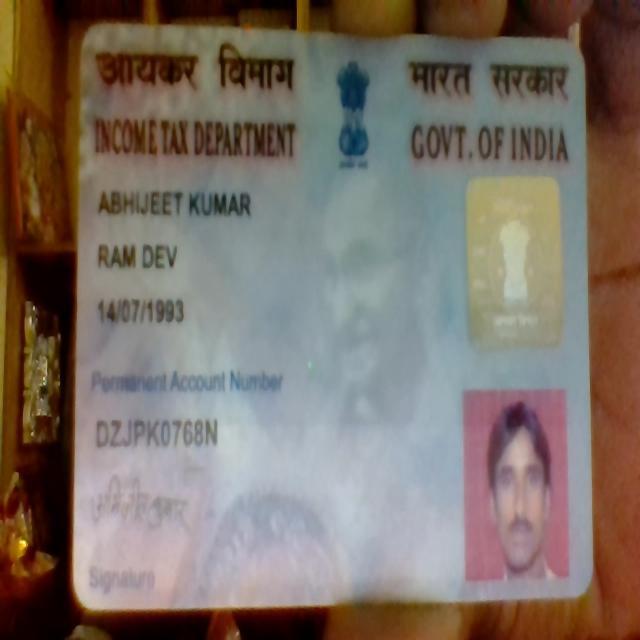 आयकर विभाग
भारत सरकार
INCOME TAX DEPARTMENT
GOVT. OF INDIA
ABHIJEET KUMAR
RAM DEV
14/07/1993
Permanent Account Number
DZJPK0768N
Signature